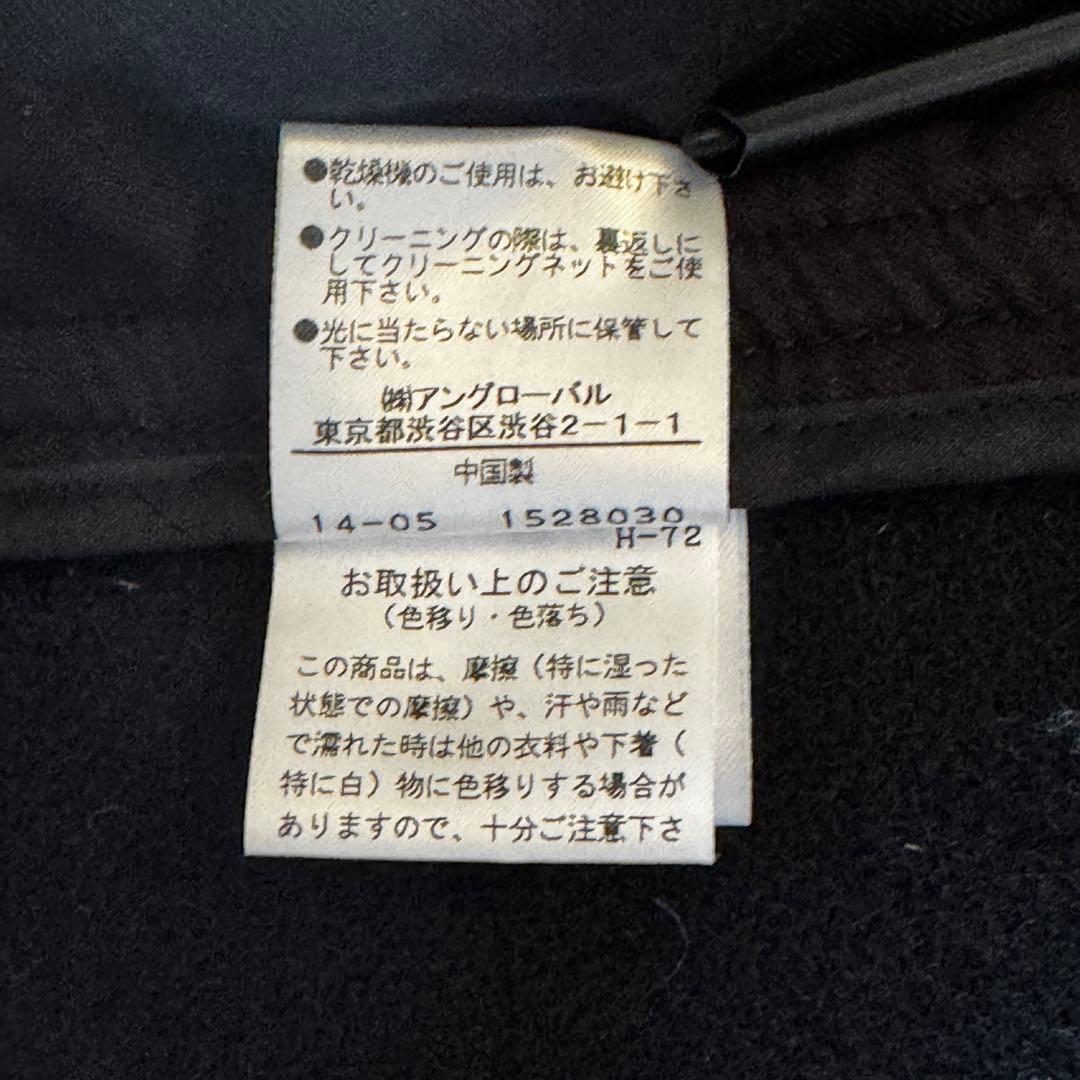 ●乾燥機のご使用は、お避け下さ
い。
●クリーニングの際は、裏返しに
してクリーニングネットをご使
用下さい。
●光に当たらない場所に保管して
下さい。
㈱アングローバル
東京都渋谷区渋谷2-1-1
中国製
14-05 1528030
H-72
お取扱い上のご注意
(色移り・色落ち)
この商品は、摩擦(特に湿った
状態での摩擦)や、汗や雨など
で濡れた時は他の衣料や下着(
特に白)物に色移りする場合が
ありますので、十分ご注意下さ